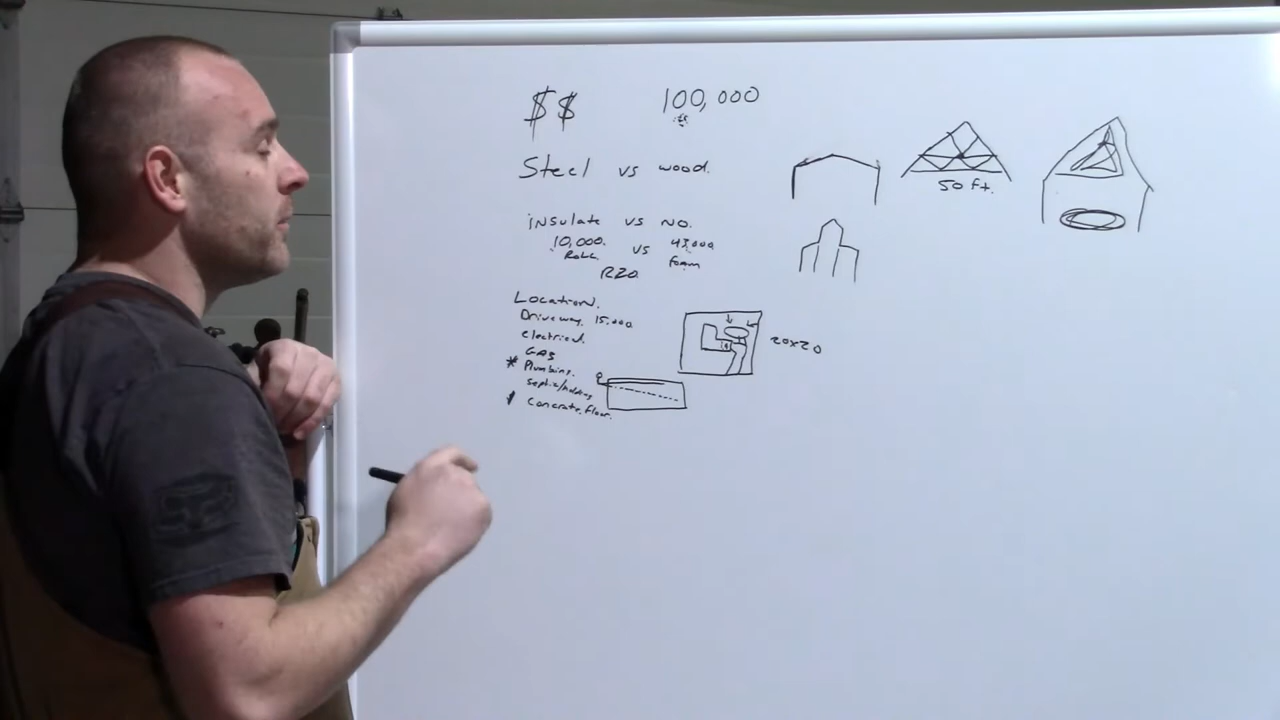 $$ 100,000
Steel vs wood.
50 ft.
insulate vs No.
10,000. vs 43,000
Roll foam
R20
Location.
Driveway. 15,000
electrical.
GAS
20x20
* Plumbing.
septic/holding
concrete floor.